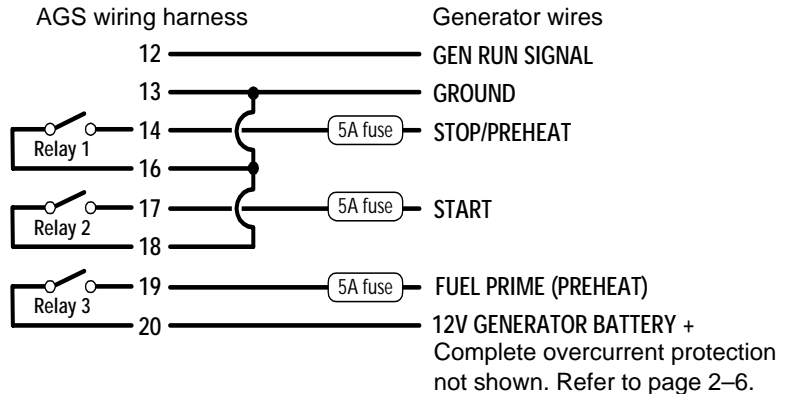 AGS wiring harness Generator wires
12 GEN RUN SIGNAL
13 GROUND
14 5A fuse STOP/PREHEAT
Relay 1
16
17 5A fuse START
Relay 2
18
19 5A fuse FUEL PRIME (PREHEAT)
Relay 3
20 12V GENERATOR BATTERY +
Complete overcurrent protection
not shown. Refer to page 2–6.